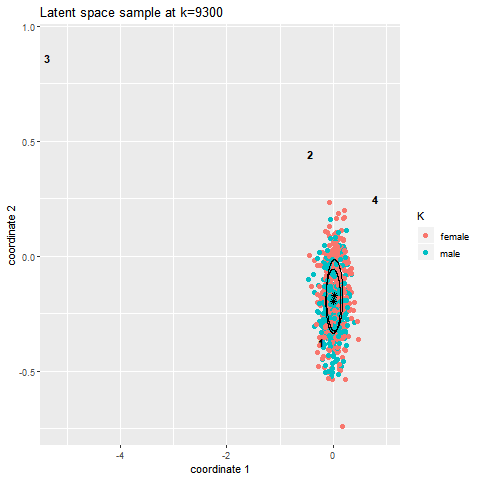 Latent space sample at k=9300
1.0
3
0.5
2
4
K
female
male
0.0
coordinate 2
1
-0.5
-4
-2
0
coordinate 1